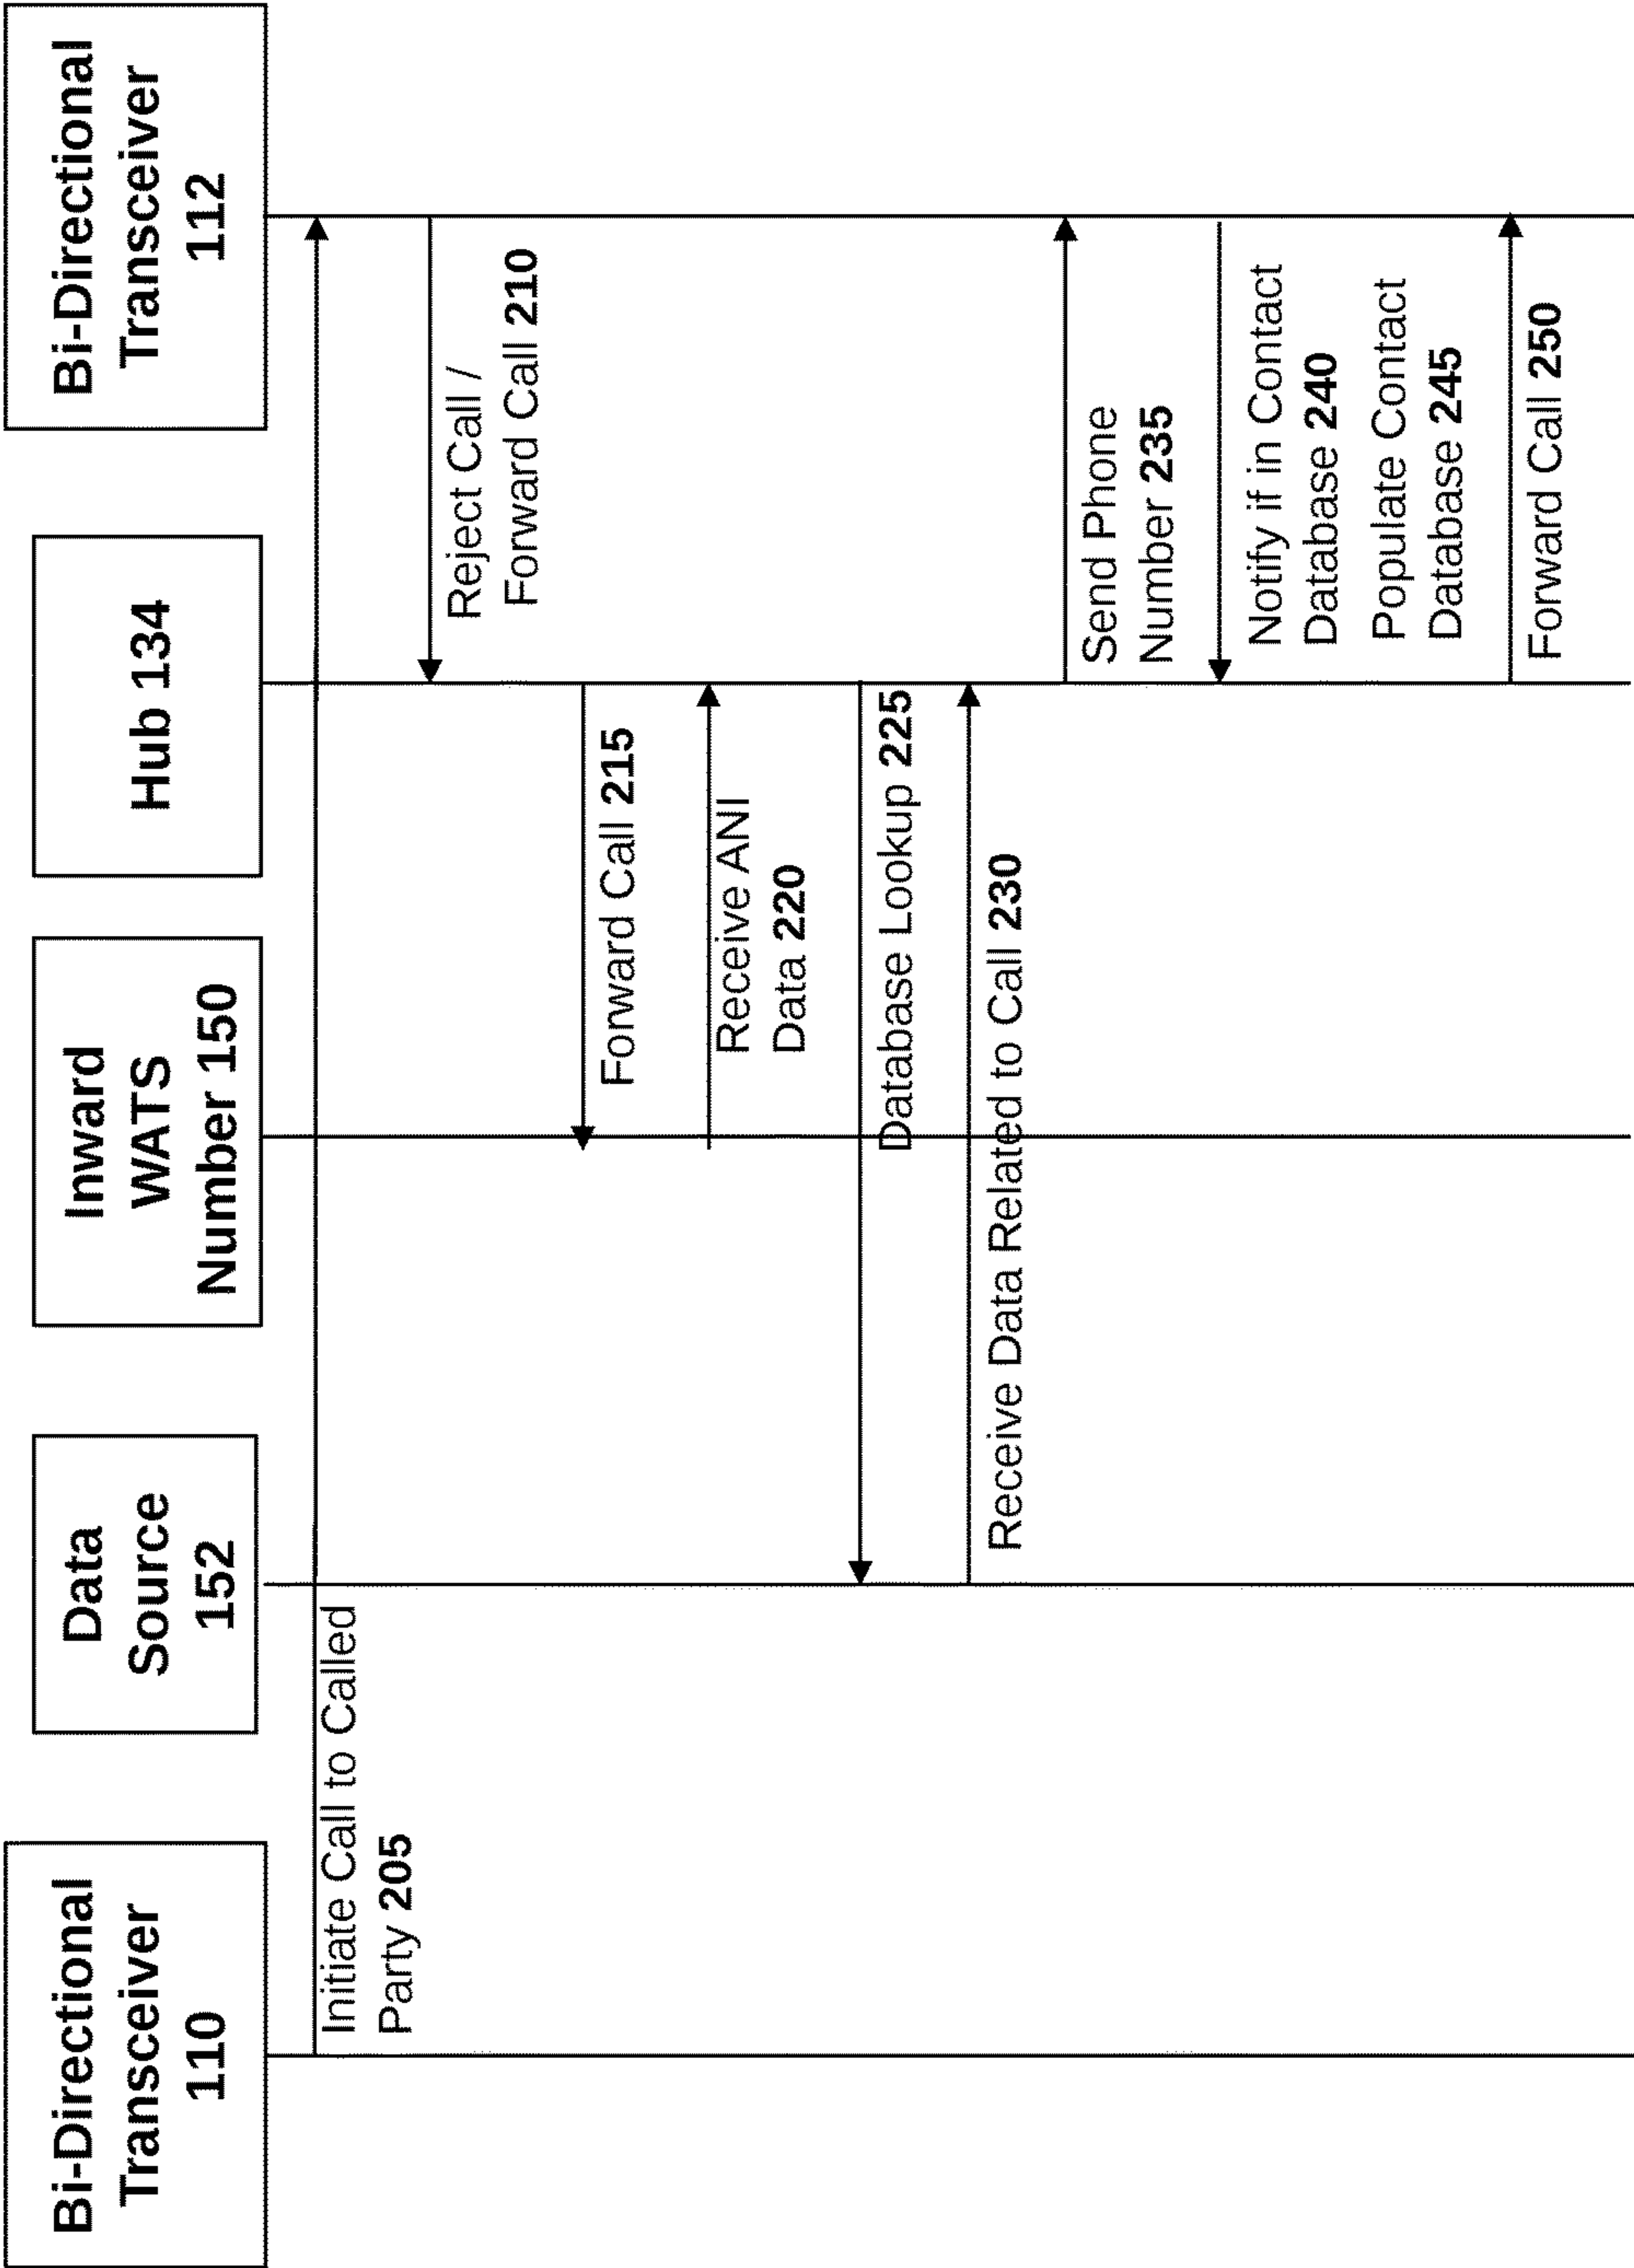 Bi-Directional
Transceiver
110
Data
Source
152
Inward
WATS
Number 150
Hub 134
Bi-Directional
Transceiver
112
Initiate Call to Called
Party 205
Reject Call /
Forward Call 210
Forward Call 215
Receive ANI
Data 220
Database Lookup 225
Receive Data Related to Call 230
Send Phone
Number 235
Notify if in Contact
Database 240
Populate Contact
Database 245
Forward Call 250